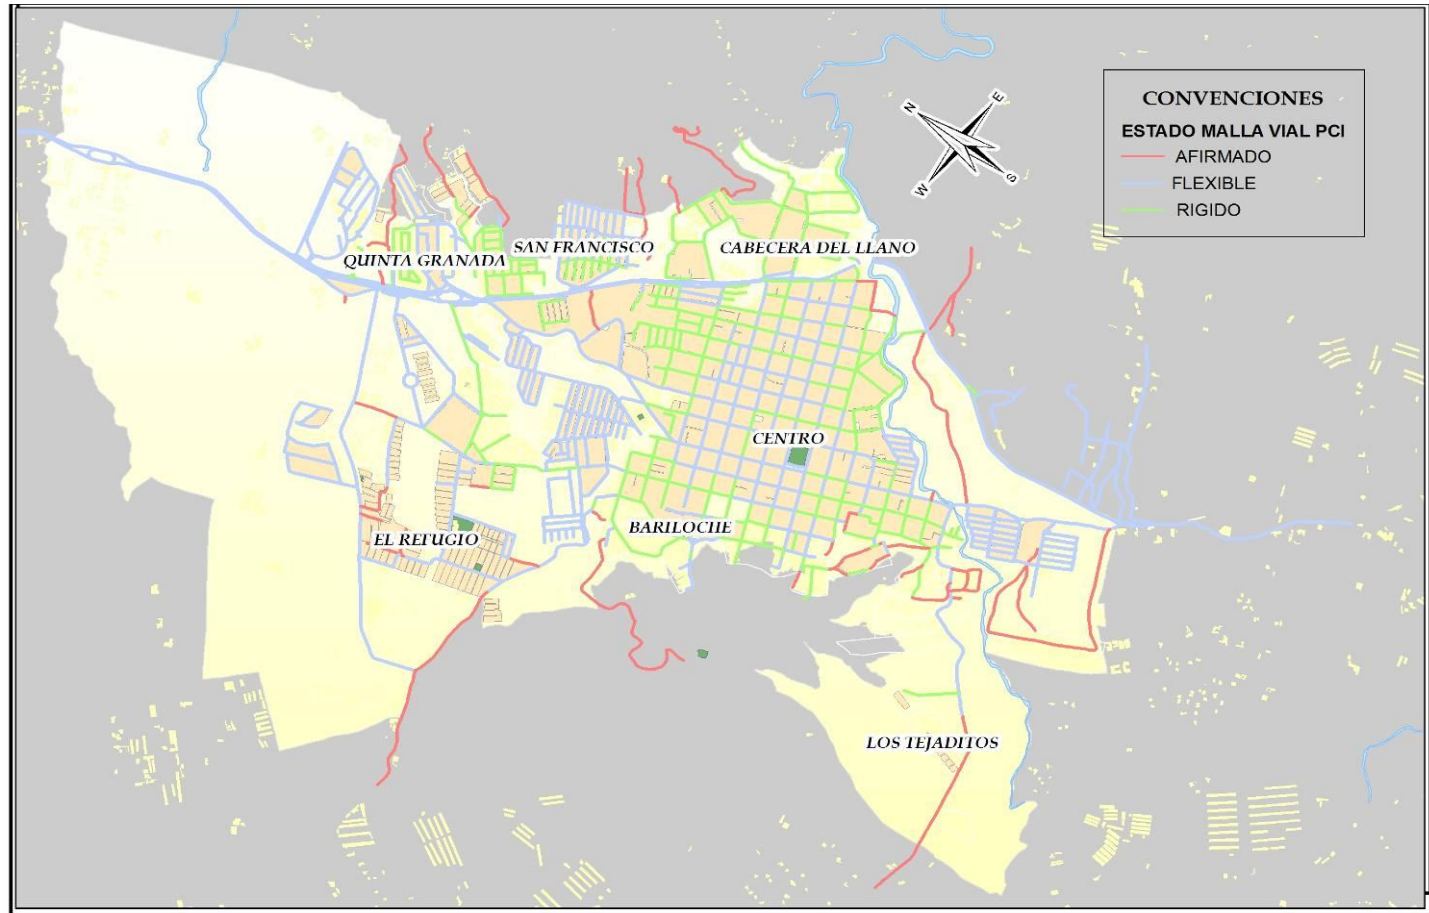 CONVENCIONES
ESTADO MALLA VIAL PCI
AFIRMADO
FLEXIBLE
RIGIDO
N
E
W
S
QUINTA GRANADA
SAN FRANCISCO
CABECERA DEL LLANO
CENTRO
BARILOCHE
EL REFUGIO
LOS TEJADITOS